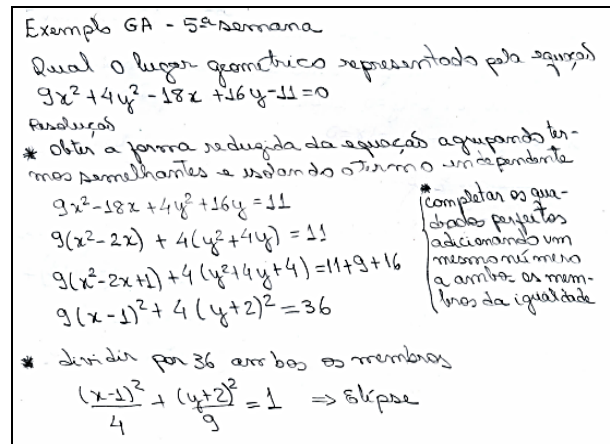 Exemplo GA - 5ª semana
Qual o lugar geométrico representado pela equação
9x² + 4y² - 18x + 16y - 11 = 0
Resolução
* obter a forma reduzida da equação agrupando ter-
mos semelhantes e isolando o termo independente
9x² - 18x + 4y² + 16y = 11
9(x² - 2x) + 4(y² + 4y) = 11
9(x² - 2x + 1) + 4(y² + 4y + 4) = 11 + 9 + 16
9(x - 1)² + 4(y + 2)² = 36
* completar os qua-
drados perfeitos
adicionando um
mesmo número
a ambos os mem-
bros da igualdade
* dividir por 36 ambos os membros
(x-1)²/4 + (y+2)²/9 = 1 ⇒ Elipse